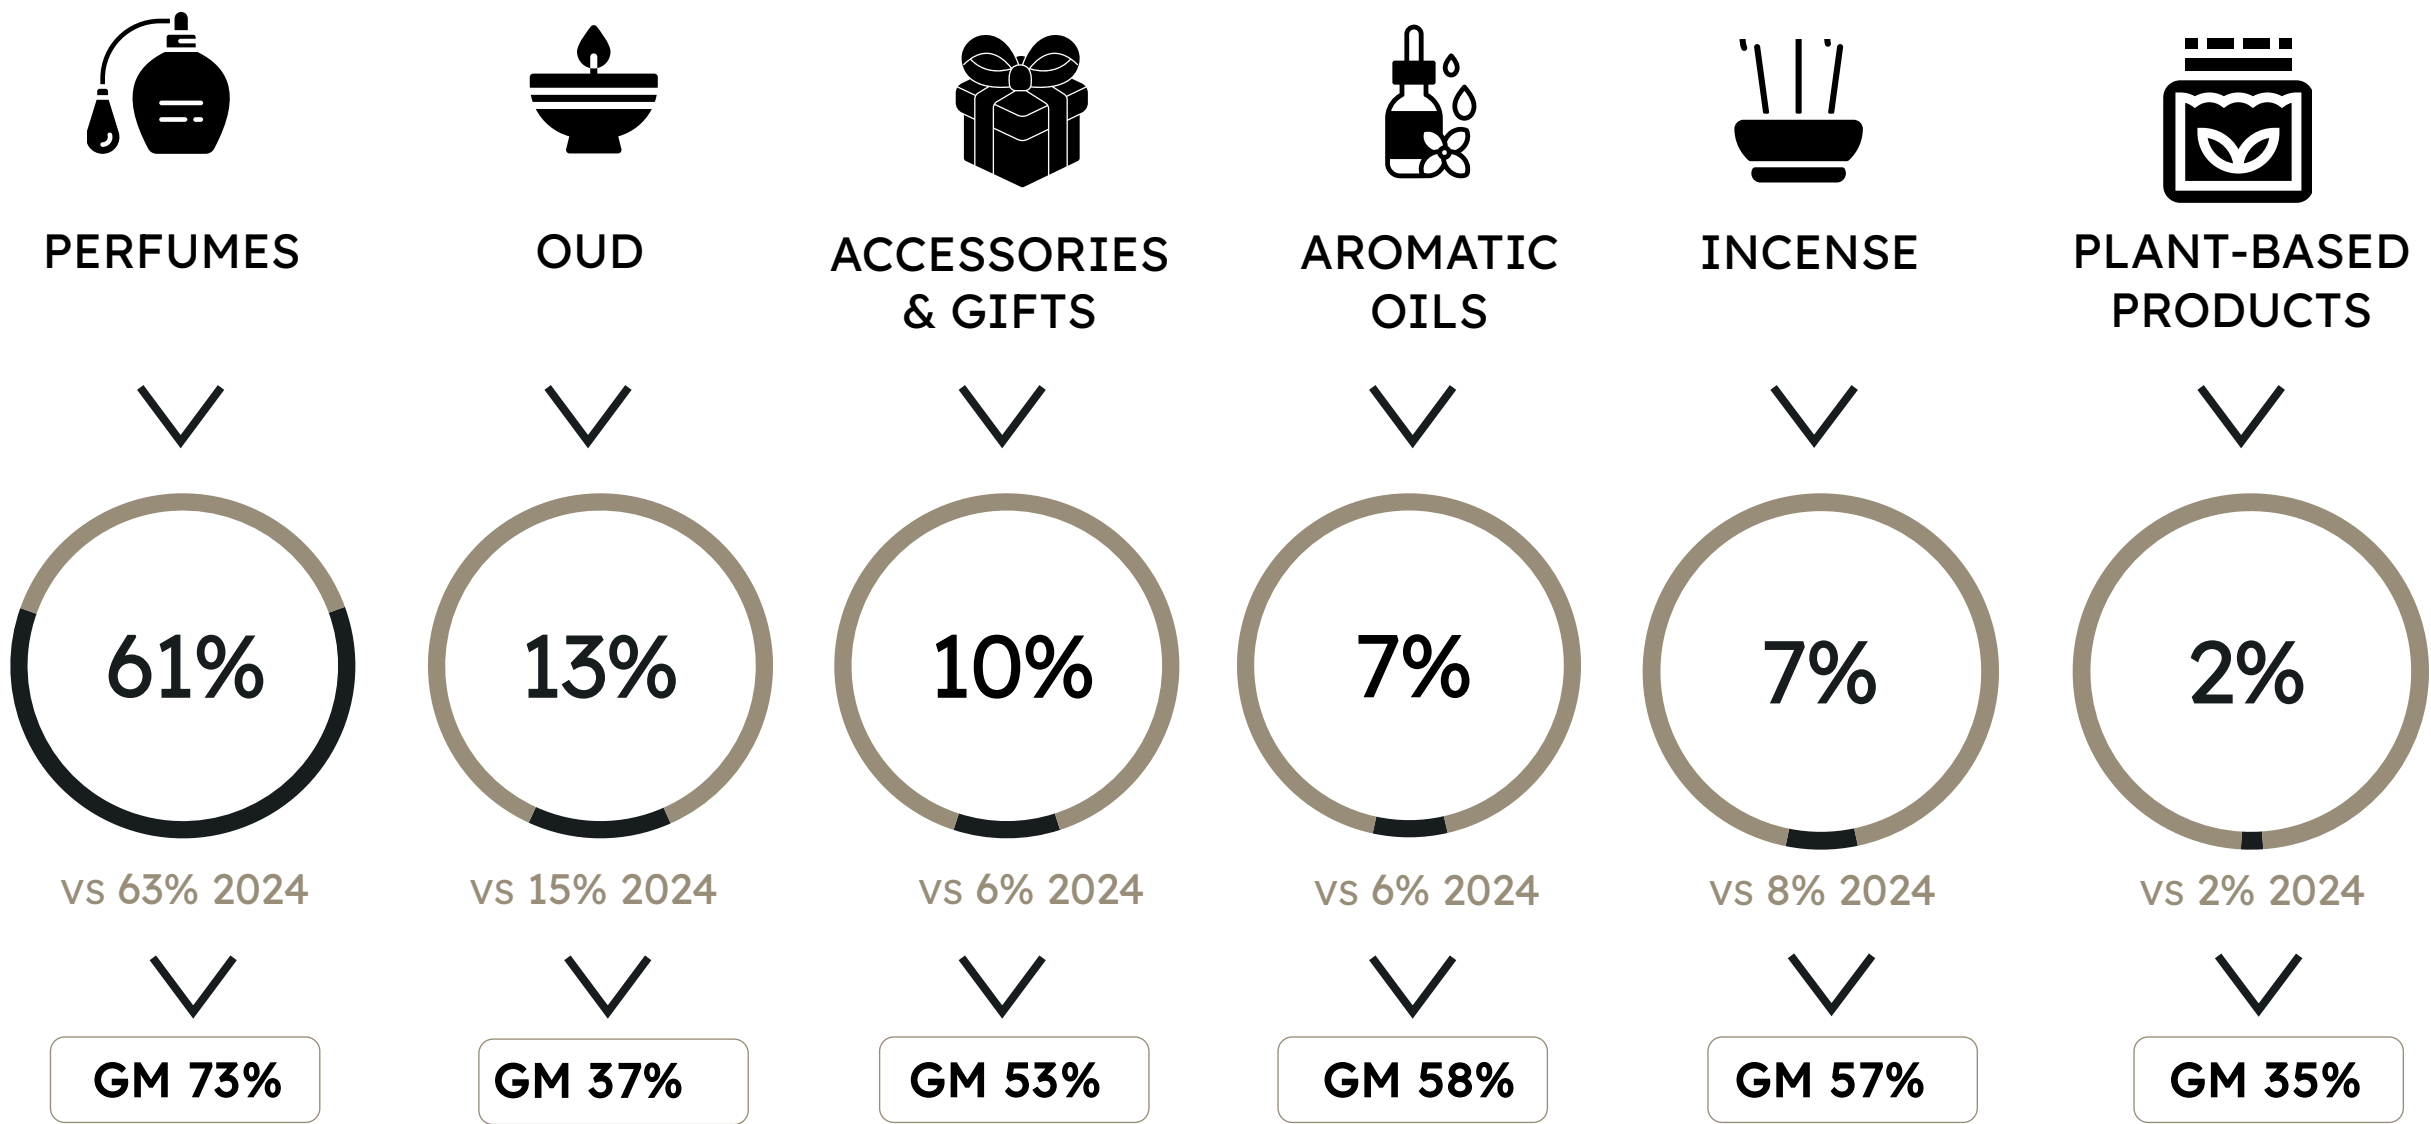 PERFUMES
OUD
ACCESSORIES
& GIFTS
AROMATIC
OILS
INCENSE
PLANT-BASED
PRODUCTS
61%
13%
10%
7%
7%
2%
vs 63% 2024
vs 15% 2024
vs 6% 2024
vs 6% 2024
vs 8% 2024
vs 2% 2024
GM 73%
GM 37%
GM 53%
GM 58%
GM 57%
GM 35%